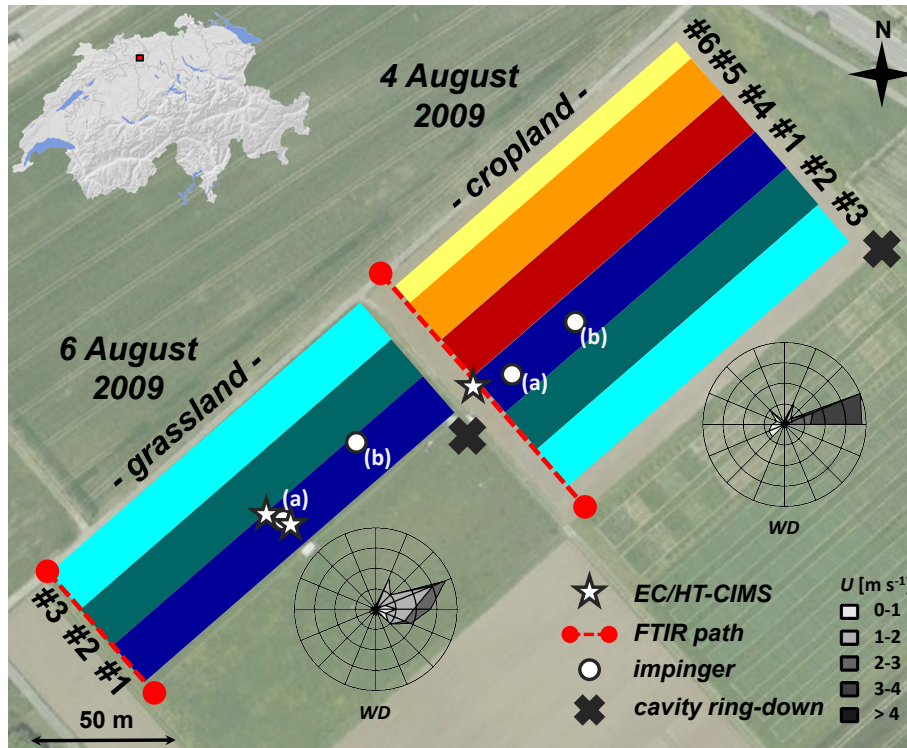 N
4 August
2009
- cropland -
#6 #5 #4 #1 #2 #3
(b)
(a)
6 August
2009
- grassland -
(b)
(a)
#3 #2 #1
WD
WD
50 m
EC/HT-CIMS
FTIR path
impinger
cavity ring-down
U [m s⁻¹]
0-1
1-2
2-3
3-4
> 4